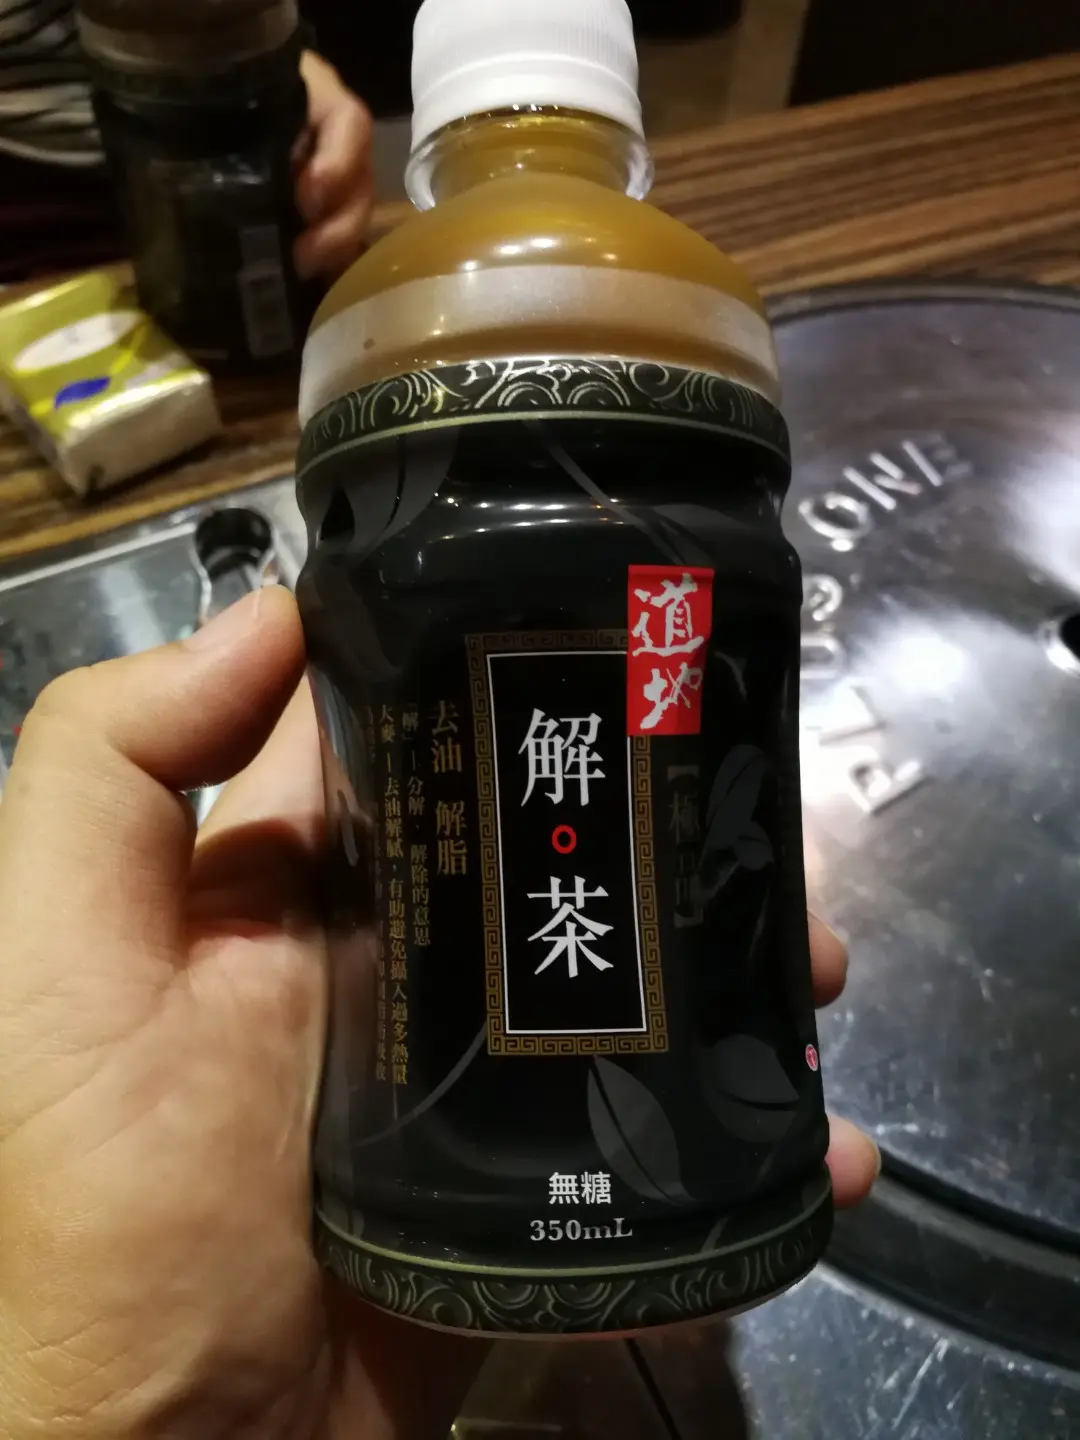 道地
解。茶
【極品】
去油 解脂
「解」—分解、解除的意思
大麥—去油解膩，有助避免攝入過多熱量
無糖
350mL
ONE